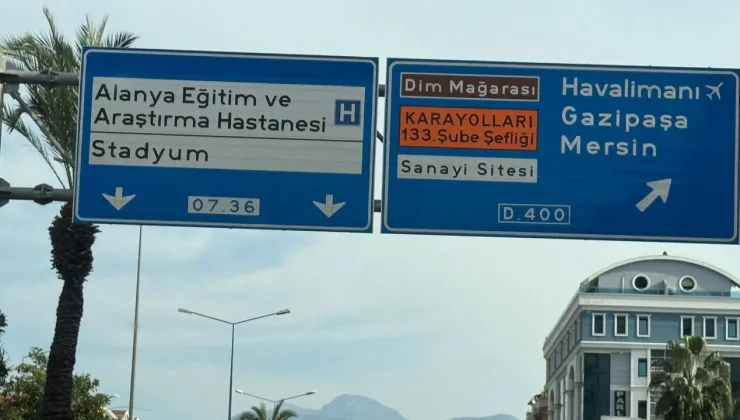 Alanya Eğitim ve
Araştırma Hastanesi
H
Stadyum
07.36
Dim Mağarası
KARAYOLLARI
133.Şube Şefliği
Sanayi Sitesi
Havalimanı
Gazipaşa
Mersin
D.400